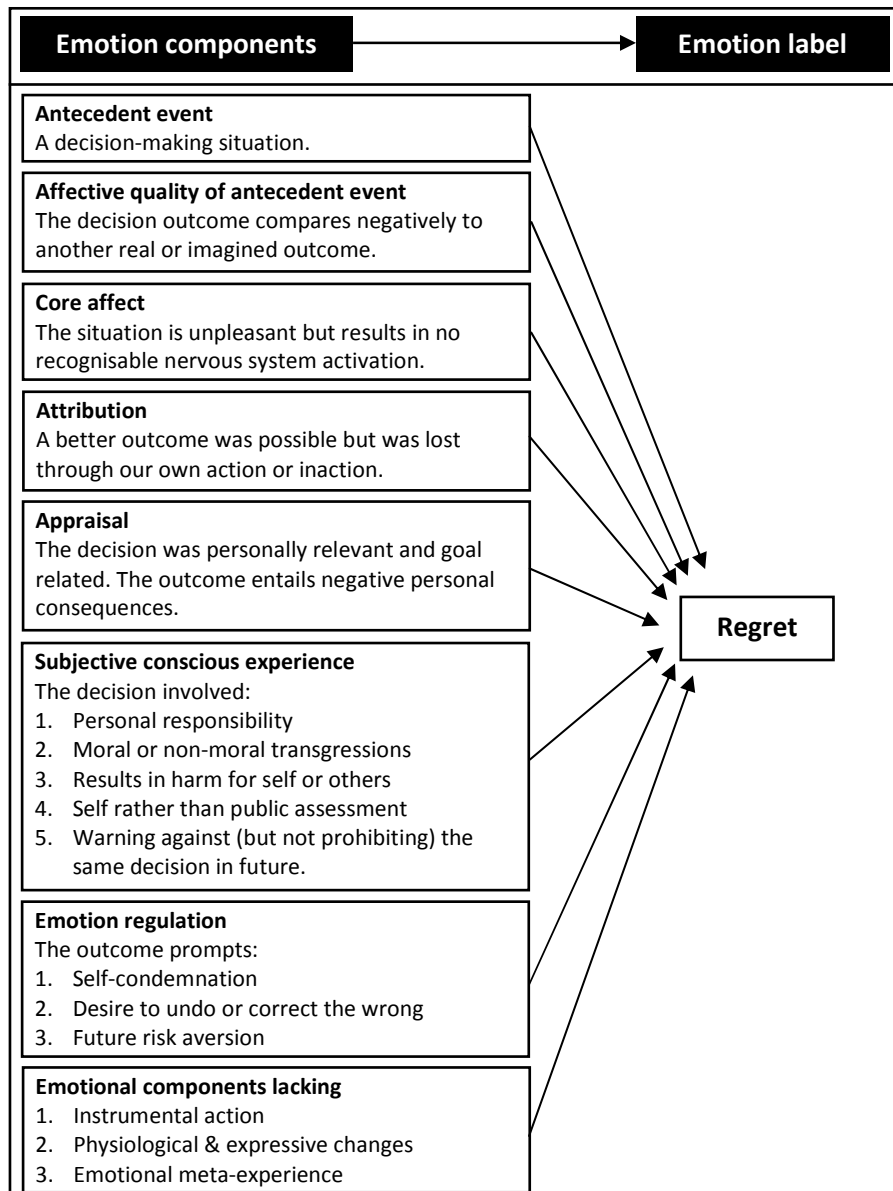 Emotion components
Emotion label
Antecedent event
A decision-making situation.
Affective quality of antecedent event
The decision outcome compares negatively to
another real or imagined outcome.
Core affect
The situation is unpleasant but results in no
recognisable nervous system activation.
Attribution
A better outcome was possible but was lost
through our own action or inaction.
Appraisal
The decision was personally relevant and goal
related. The outcome entails negative personal
consequences.
Subjective conscious experience
The decision involved:
1. Personal responsibility
2. Moral or non-moral transgressions
3. Results in harm for self or others
4. Self rather than public assessment
5. Warning against (but not prohibiting) the
same decision in future.
Emotion regulation
The outcome prompts:
1. Self-condemnation
2. Desire to undo or correct the wrong
3. Future risk aversion
Emotional components lacking
1. Instrumental action
2. Physiological & expressive changes
3. Emotional meta-experience
Regret